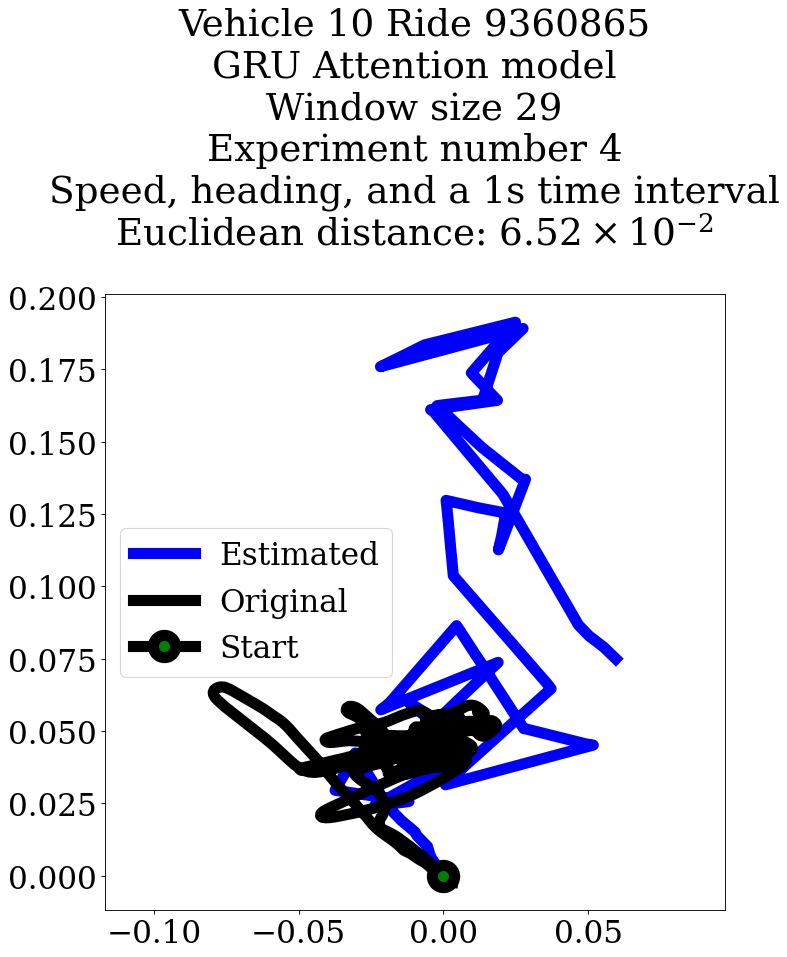 Vehicle 10 Ride 9360865
GRU Attention model
Window size 29
Experiment number 4
Speed, heading, and a 1s time interval
Euclidean distance: 6.52 × 10⁻²
0.200
0.175
0.150
0.125
0.100
0.075
0.050
0.025
0.000
Estimated
Original
Start
−0.10
−0.05
0.00
0.05